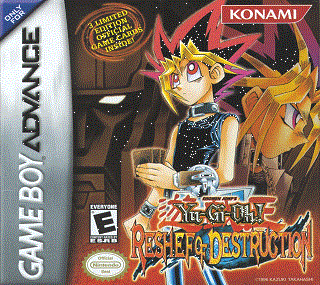 ONLY
FOR
GAME BOY ADVANCE
3 LIMITED
EDITION
OFFICIAL
GAME CARDS
INSIDE!
KONAMI
EVERYONE
E
ESRB
Official
Nintendo
Seal
Yu-Gi-Oh!
RESHEF OF DESTRUCTION
©1996 KAZUKI TAKAHASHI